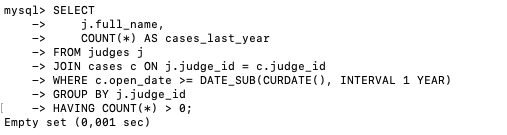 mysql> SELECT
    ->     j.full_name,
    ->     COUNT(*) AS cases_last_year
    -> FROM judges j
    -> JOIN cases c ON j.judge_id = c.judge_id
    -> WHERE c.open_date >= DATE_SUB(CURDATE(), INTERVAL 1 YEAR)
    -> GROUP BY j.judge_id
[    -> HAVING COUNT(*) > 0;
Empty set (0,001 sec)